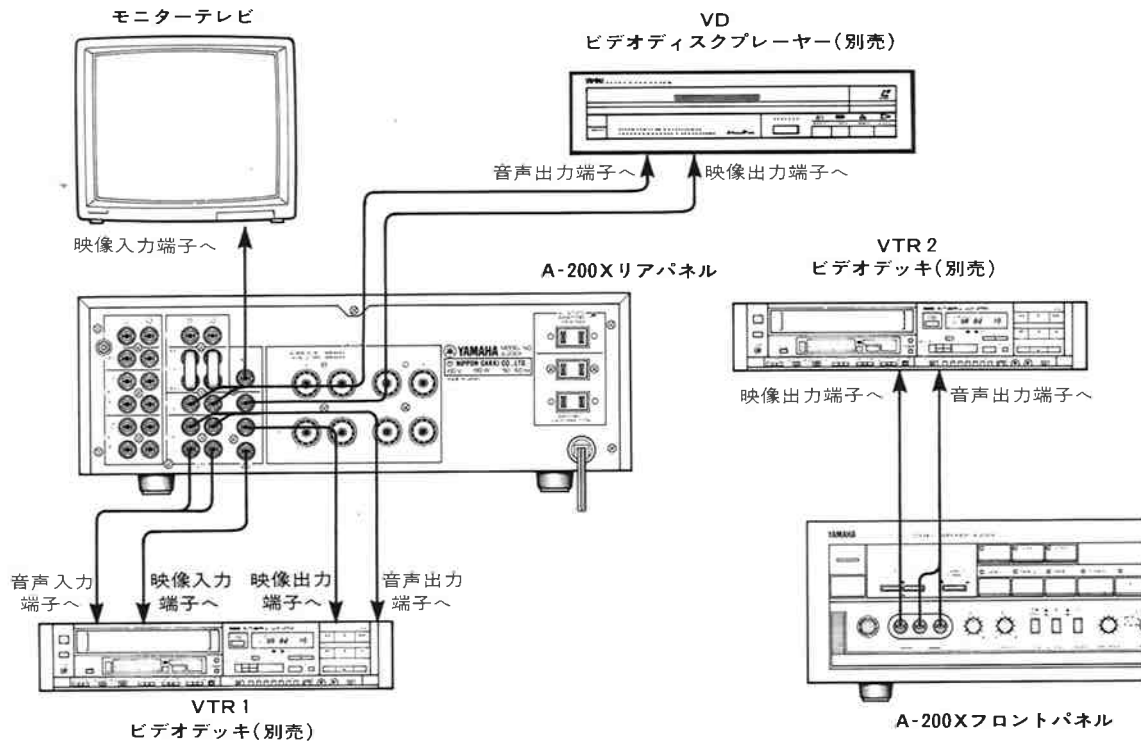 モニターテレビ
VD
ビデオディスクプレーヤー(別売)
音声出力端子へ
映像出力端子へ
映像入力端子へ
A-200Xリアパネル
VTR 2
ビデオデッキ(別売)
YAMAHA
NIPPON GAKKI CO., LTD.
映像出力端子へ
音声出力端子へ
音声入力
端子へ
映像入力
端子へ
映像出力
端子へ
音声出力
端子へ
YAMAHA
VTR 1
ビデオデッキ(別売)
A-200Xフロントパネル